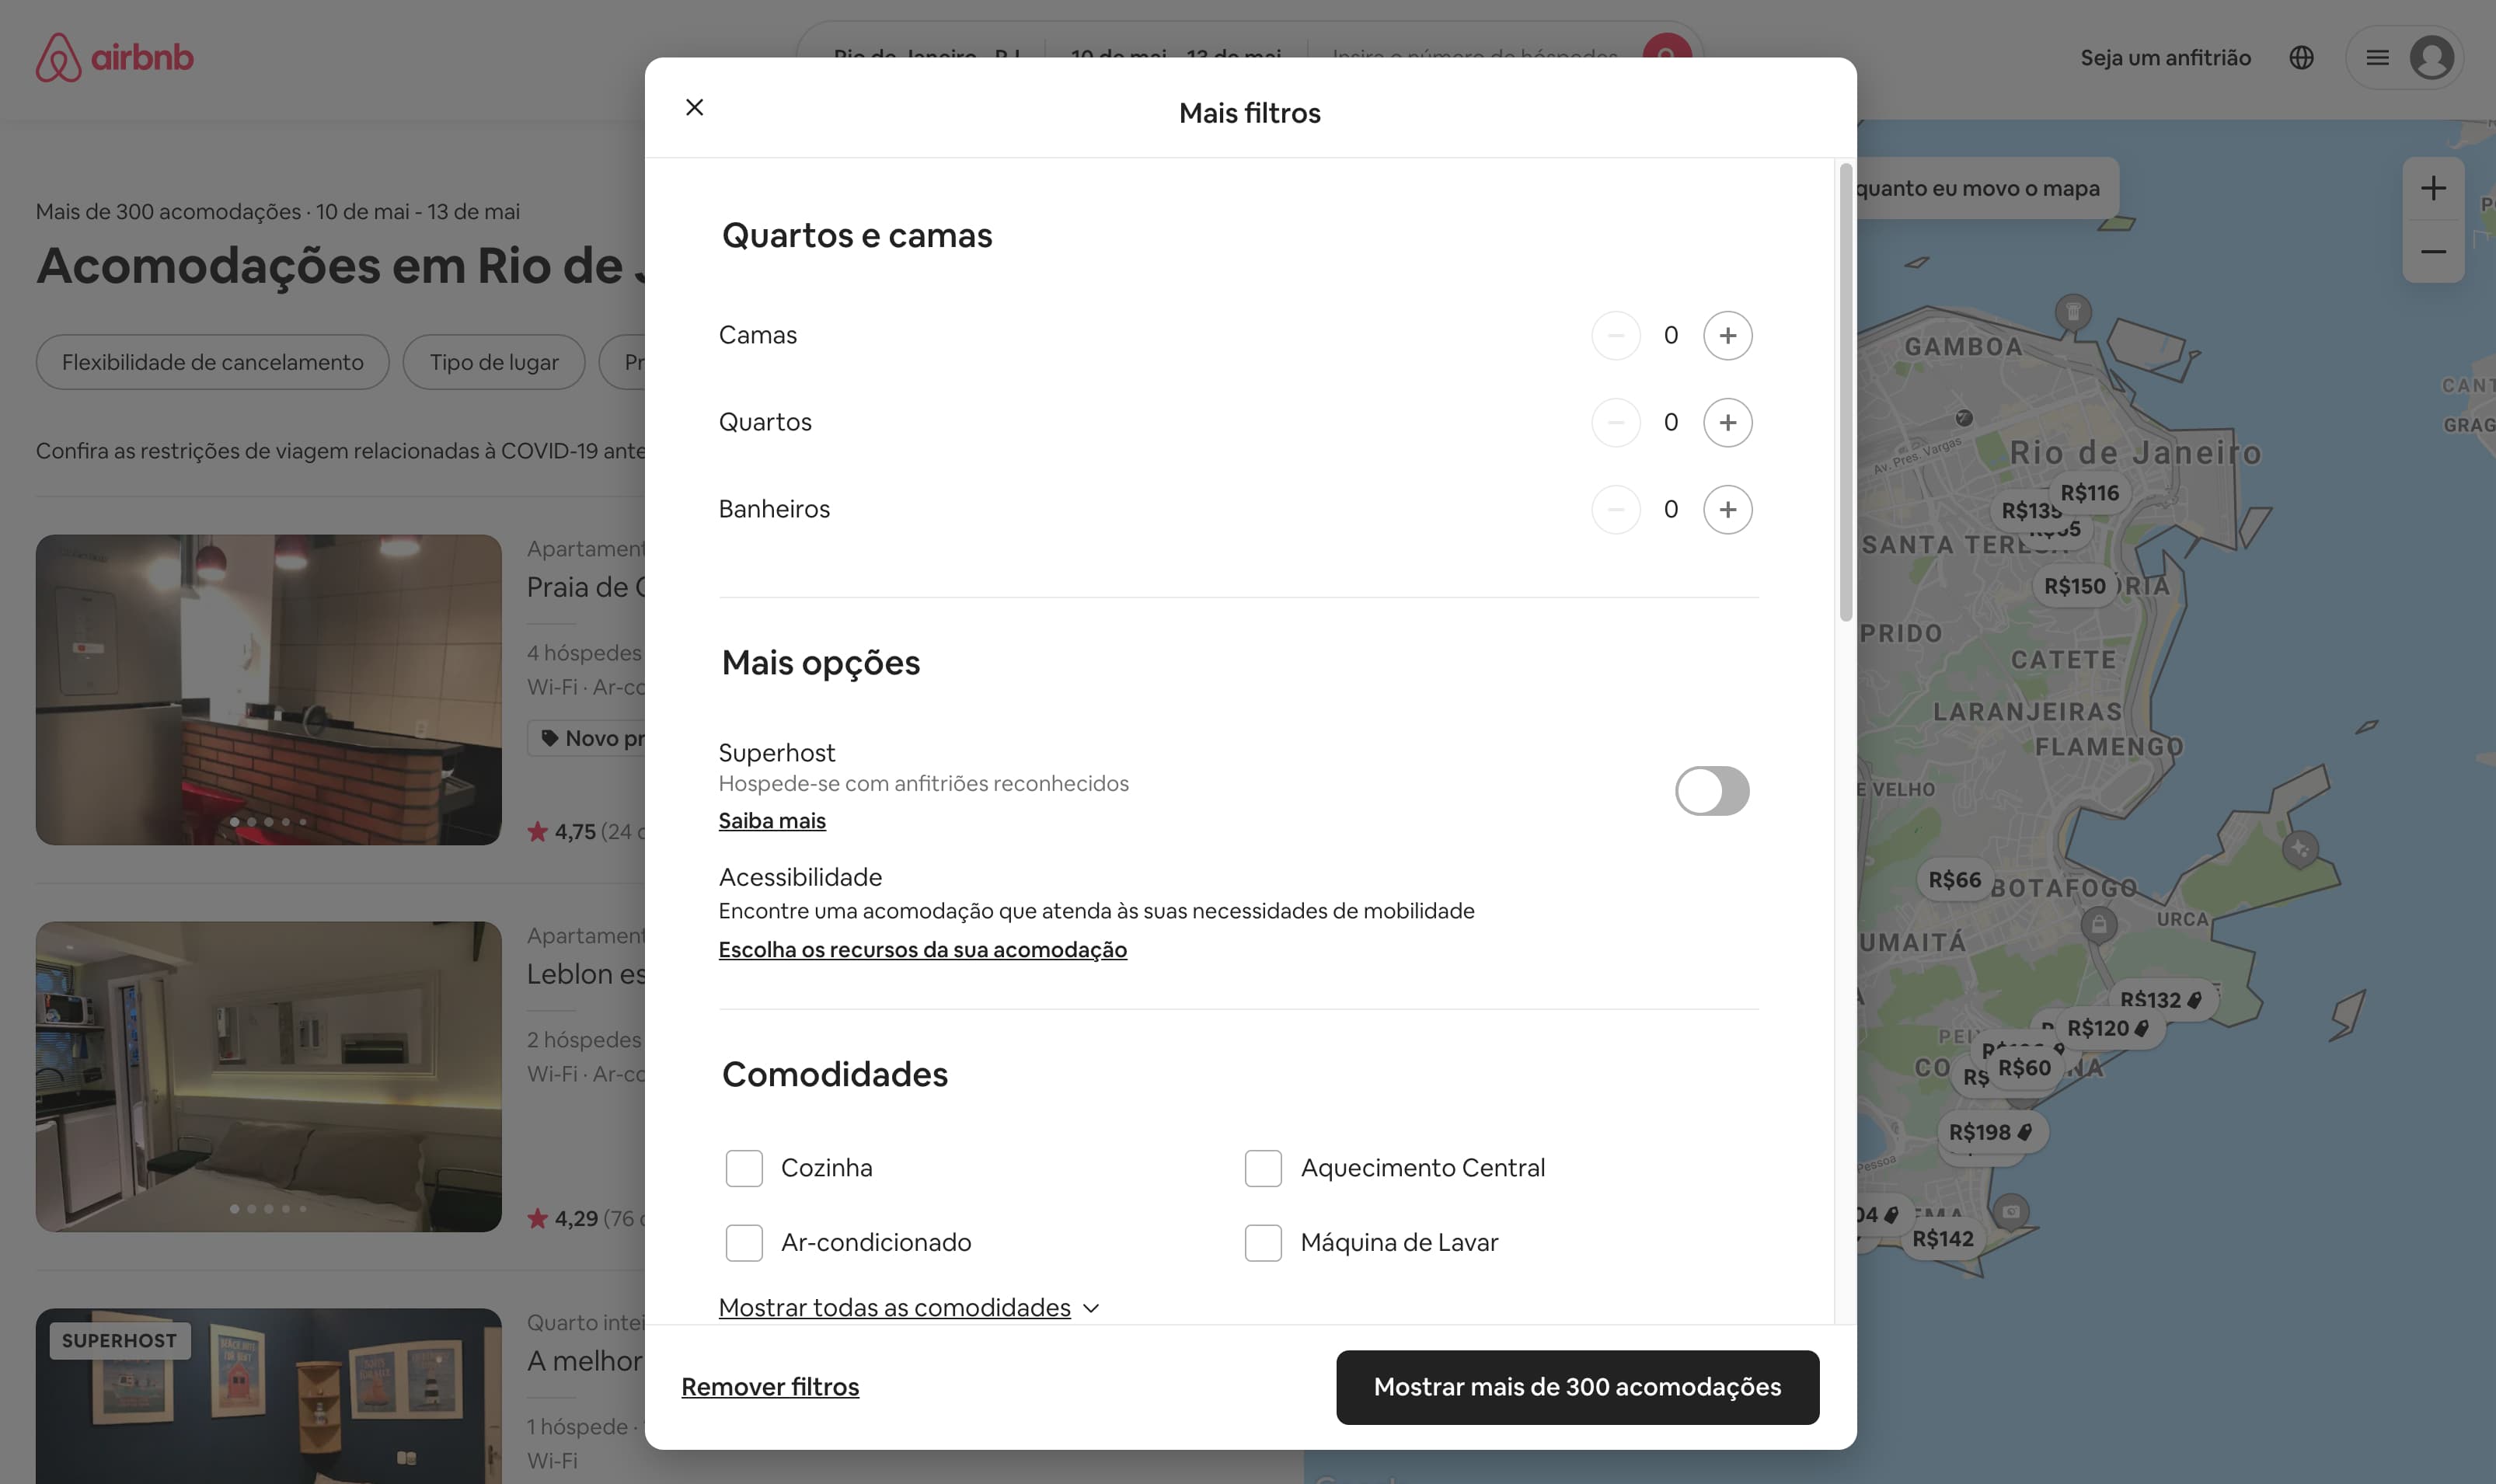 airbnb
Rio de Janeiro - RJ
10 de mai - 13 de mai
Insira o número de hóspedes
Seja um anfitrião
Mais de 300 acomodações · 10 de mai - 13 de mai
Acomodações em Rio de
Flexibilidade de cancelamento
Tipo de lugar
Pr
Confira as restrições de viagem relacionadas à COVID-19 ante
Apartament
Praia de
4 hóspedes
Wi-Fi · Ar-co
Novo pr
4,75 (24
Apartament
Leblon es
2 hóspedes
Wi-Fi · Ar-co
4,29 (76
SUPERHOST
Quarto intei
A melhor
1 hóspede ·
Wi-Fi
Mais filtros
Quartos e camas
Camas
0
Quartos
0
Banheiros
0
Mais opções
Superhost
Hospede-se com anfitriões reconhecidos
Saiba mais
Acessibilidade
Encontre uma acomodação que atenda às suas necessidades de mobilidade
Escolha os recursos da sua acomodação
Comodidades
Cozinha
Aquecimento Central
Ar-condicionado
Máquina de Lavar
Mostrar todas as comodidades
Remover filtros
Mostrar mais de 300 acomodações
quanto eu movo o mapa
GAMBOA
CANT
GRAG
Av. Pres. Vargas
Rio de Janeiro
R$116
R$135
SANTA TERESA
R$150
ÓRIA
PRIDO
CATETE
LARANJEIRAS
FLAMENGO
E VELHO
R$66
BOTAFOGO
URCA
UMAITÁ
R$132
R$120
PEI
R$60
CO
R$
NA
R$198
Pessoa
04
EMA
R$142